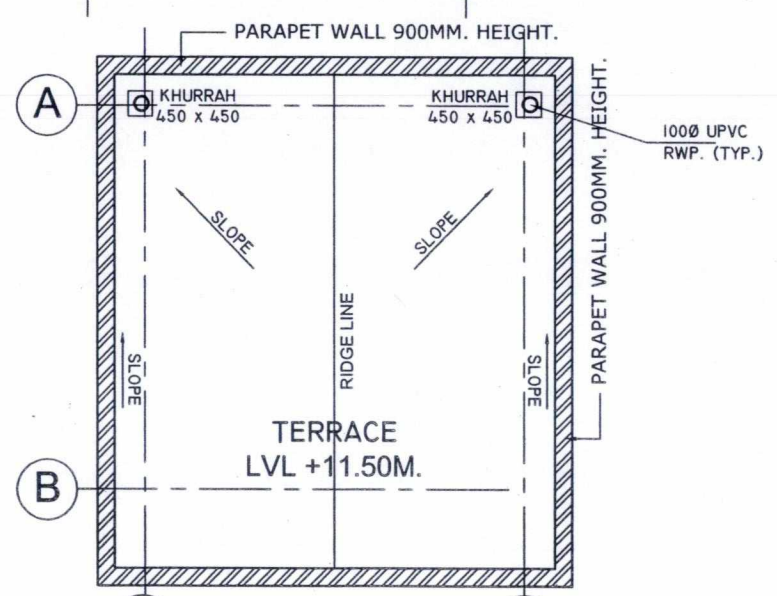 PARAPET WALL 900MM. HEIGHT.
A
KHURRAH
450 x 450
KHURRAH
450 x 450
100Ø UPVC
RWP. (TYP.)
PARAPET WALL 900MM. HEIGHT.
SLOPE
SLOPE
RIDGE LINE
SLOPE
SLOPE
TERRACE
LVL +11.50M.
B